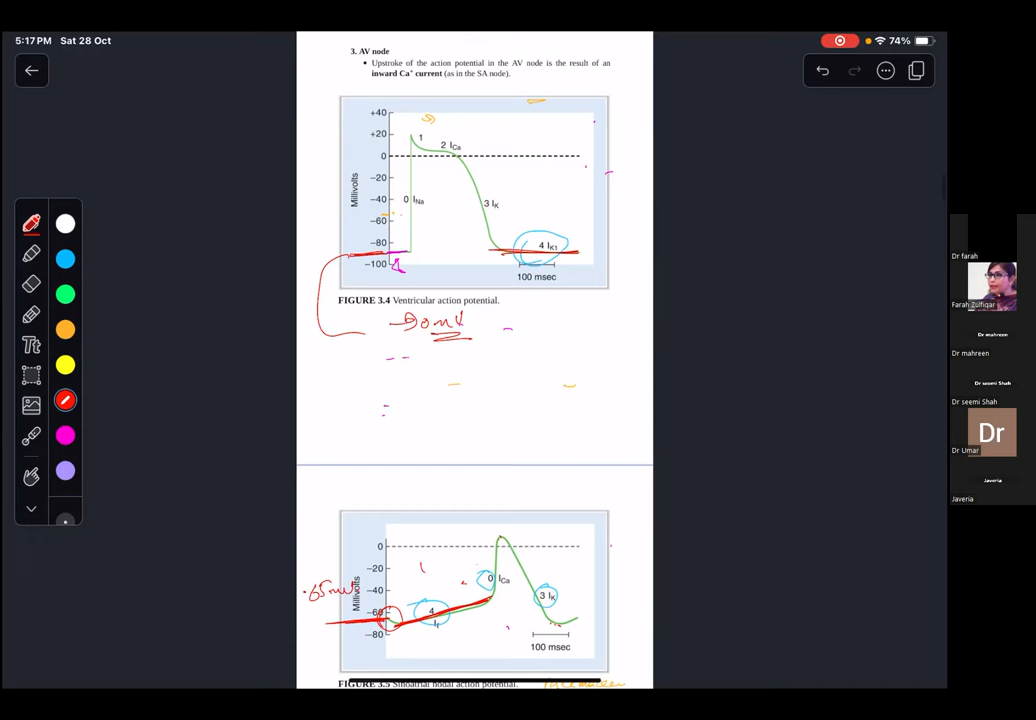 5:17 PM Sat 28 Oct
74%
3. AV node
• Upstroke of the action potential in the AV node is the result of an
inward Ca⁺ current (as in the SA node).
+40
+20
0
−20
−40
−60
−80
−100
Millivolts
1
2 ICa
0 INa
3 IK
4 IK1
4
100 msec
FIGURE 3.4 Ventricular action potential.
0
−20
−40
−60
−80
Millivolts
0 ICa
3 IK
4
If
100 msec
FIGURE 3.5 Sinoatrial nodal action potential.
Tt
Dr farah
Farah Zulfiqar
Dr mahreen
Dr mahreen
Dr seemi Shah
Dr seemi Shah
Dr
Dr Umar
Javeria
Javeria